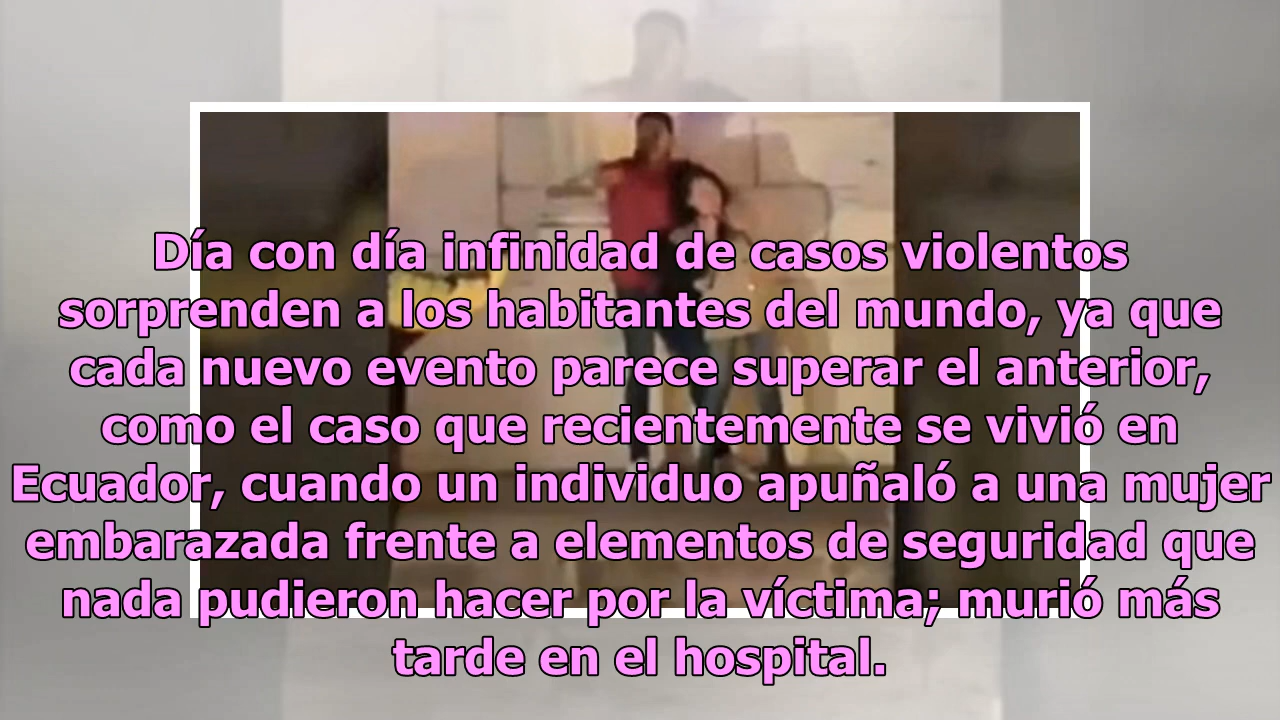 Día con día infinidad de casos violentos
sorprenden a los habitantes del mundo, ya que
cada nuevo evento parece superar el anterior,
como el caso que recientemente se vivió en
Ecuador, cuando un individuo apuñaló a una mujer
embarazada frente a elementos de seguridad que
nada pudieron hacer por la víctima; murió más
tarde en el hospital.